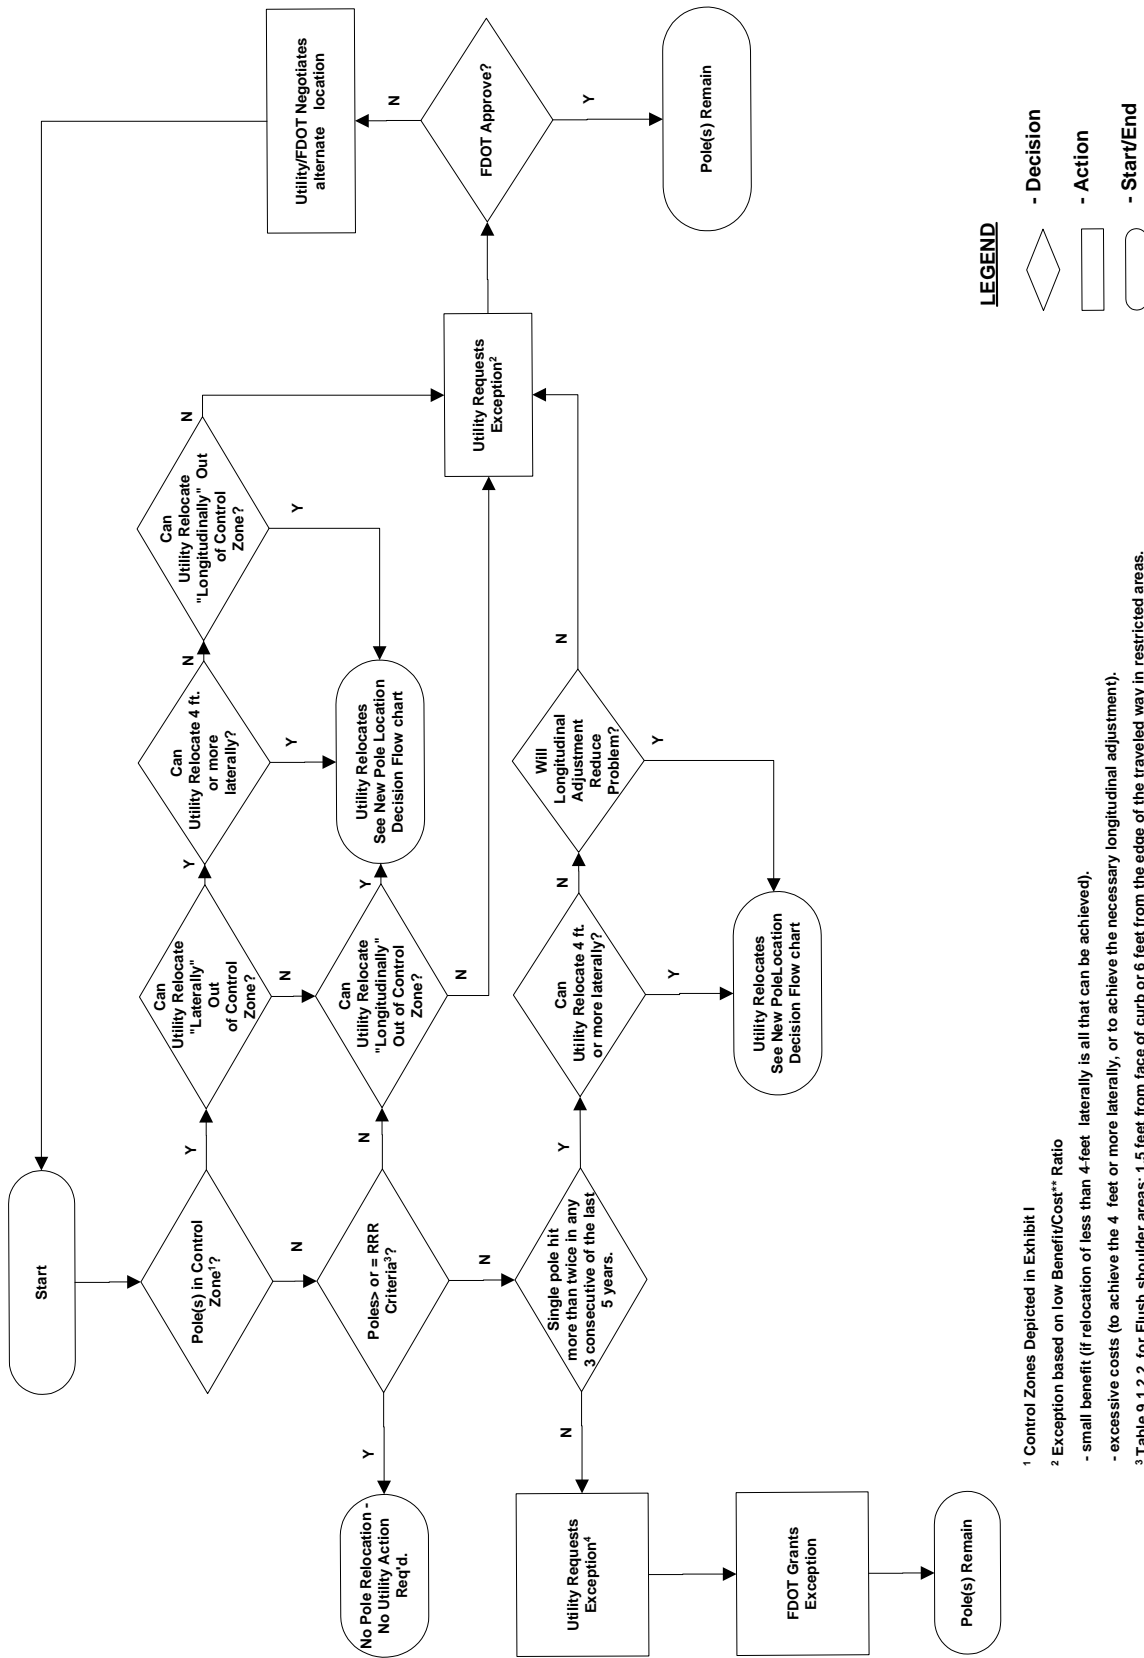 Start
Pole(s) in Control
Zone¹?
Y
N
Can
Utility Relocate
"Laterally"
Out
of Control
Zone?
Y
N
Can
Utility Relocate 4 ft.
or more
laterally?
N
Y
Can
Utility Relocate
"Longitudinally" Out
of Control
Zone?
N
Y
Utility/FDOT Negotiates
alternate location
N
FDOT Approve?
Y
Pole(s) Remain
Utility Requests
Exception²
Utility Relocates
See New Pole Location
Decision Flow chart
Poles> or = RRR
Criteria³?
Y
N
N
Can
Utility Relocate
"Longitudinally"
Out of Control
Zone?
Y
N
No Pole Relocation -
No Utility Action
Req'd.
Single pole hit
more than twice in any
3 consecutive of the last
5 years.
Y
N
Can
Utility Relocate 4 ft.
or more laterally?
N
Y
Will
Longitudinal
Adjustment
Reduce
Problem?
N
Y
Utility Relocates
See New PoleLocation
Decision Flow chart
Utility Requests
Exception⁴
FDOT Grants
Exception
Pole(s) Remain
LEGEND
- Decision
- Action
- Start/End
¹ Control Zones Depicted in Exhibit I
² Exception based on low Benefit/Cost** Ratio
- small benefit (if relocation of less than 4-feet laterally is all that can be achieved).
- excessive costs (to achieve the 4 feet or more laterally, or to achieve the necessary longitudinal adjustment).
³ Table 9.1.2.2, for Flush shoulder areas; 1.5 feet from face of curb or 6 feet from the edge of the traveled way in restricted areas.